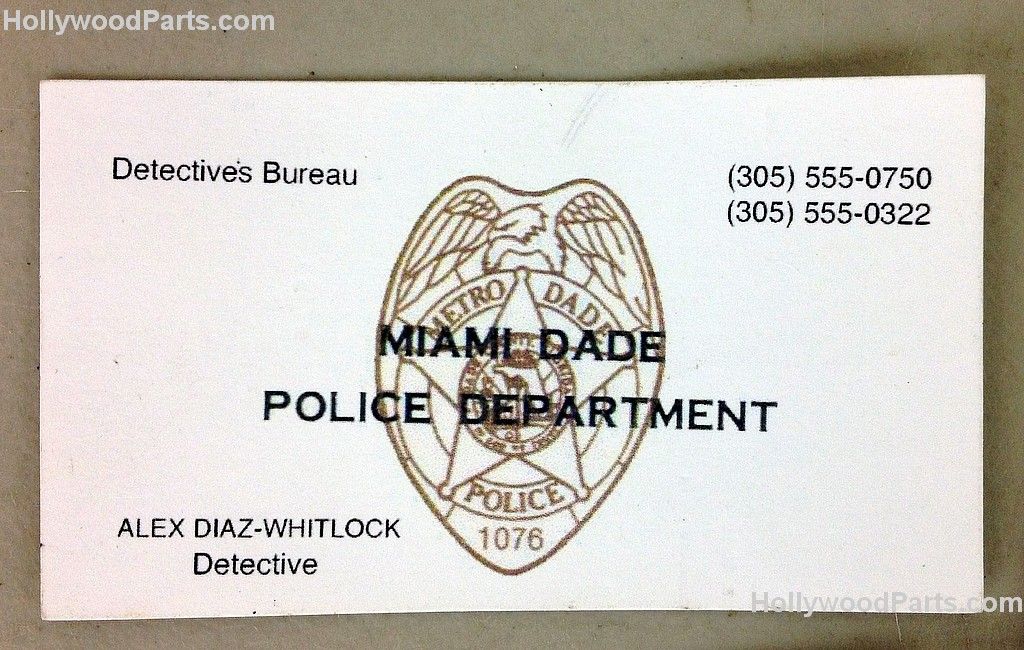 HollywoodParts.com
Detective's Bureau
(305) 555-0750
(305) 555-0322
METRO DADE
MIAMI DADE
POLICE DEPARTMENT
POLICE
1076
ALEX DIAZ-WHITLOCK
Detective
HollywoodParts.com